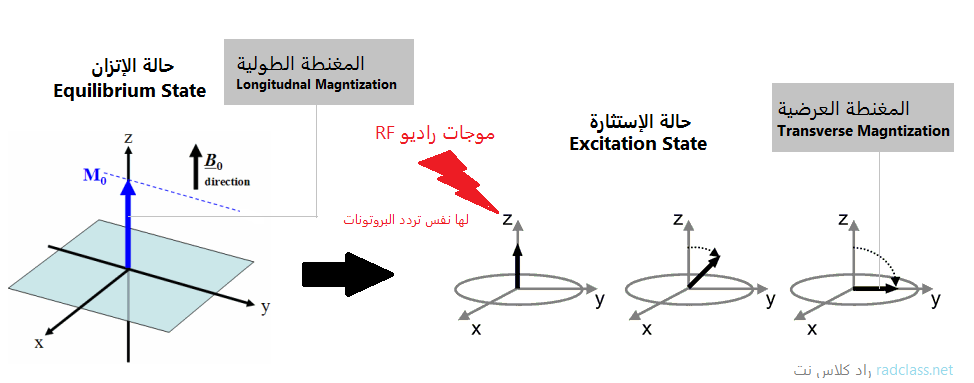 حالة الإتزان
Equilibrium State
المغنطة الطولية
Longitudnal Magntization
z
M0
B0
direction
y
x
موجات راديو RF
لها نفس تردد البروتونات
حالة الإستثارة
Excitation State
المغنطة العرضية
Transverse Magntization
z
y
x
z
y
x
z
y
x
راد كلاس نت radclass.net